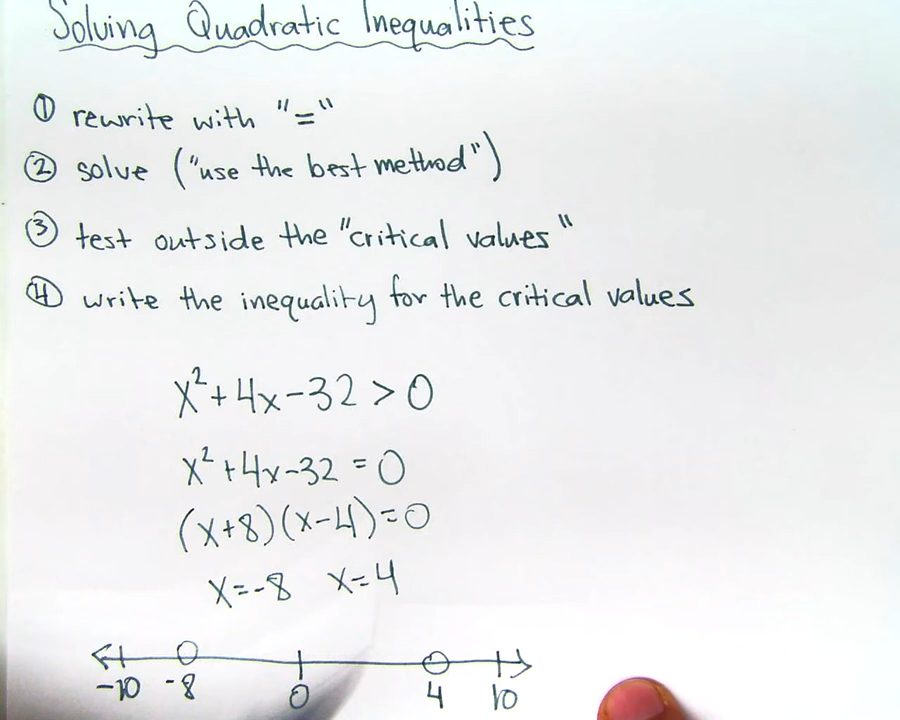 Solving Quadratic Inequalities
① rewrite with "="
② solve ("use the best method")
③ test outside the "critical values"
④ write the inequality for the critical values
x²+4x-32 > 0
x²+4x-32 = 0
(x+8)(x-4)=0
x=-8 x=4
-10 -8 0 4 10